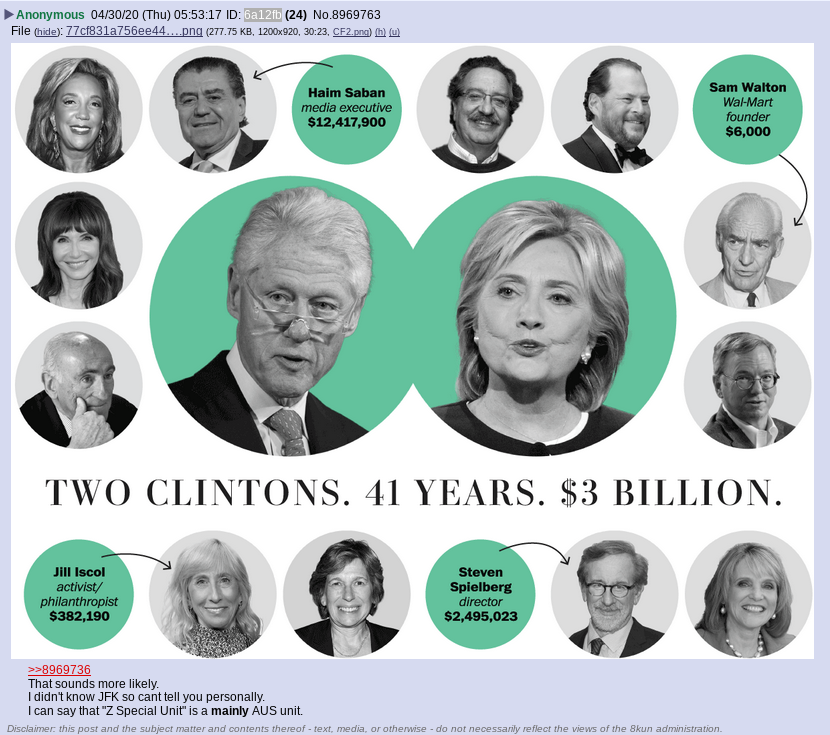 ▶Anonymous 04/30/20 (Thu) 05:53:17 ID: 6a12fb (24) No.8969763
File (hide): 77cf831a756ee44….png (277.75 KB, 1200x920, 30:23, CF2.png) (h) (u)
Haim Saban
media executive
$12,417,900
Sam Walton
Wal-Mart
founder
$6,000
TWO CLINTONS. 41 YEARS. $3 BILLION.
Jill Iscol
activist/
philanthropist
$382,190
Steven
Spielberg
director
$2,495,023
>>8969736
That sounds more likely.
I didn't know JFK so cant tell you personally.
I can say that "Z Special Unit" is a mainly AUS unit.
Disclaimer: this post and the subject matter and contents thereof - text, media, or otherwise - do not necessarily reflect the views of the 8kun administration.